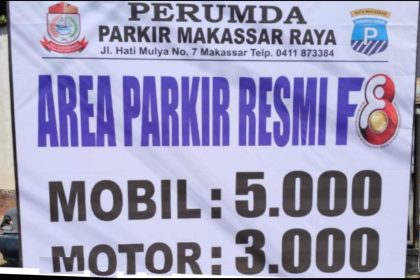 PERUMDA
PARKIR MAKASSAR RAYA
Jl. Hati Mulya No. 7 Makassar Telp. 0411 873384
AREA PARKIR RESMI F8
MOBIL : 5.000
MOTOR : 3.000